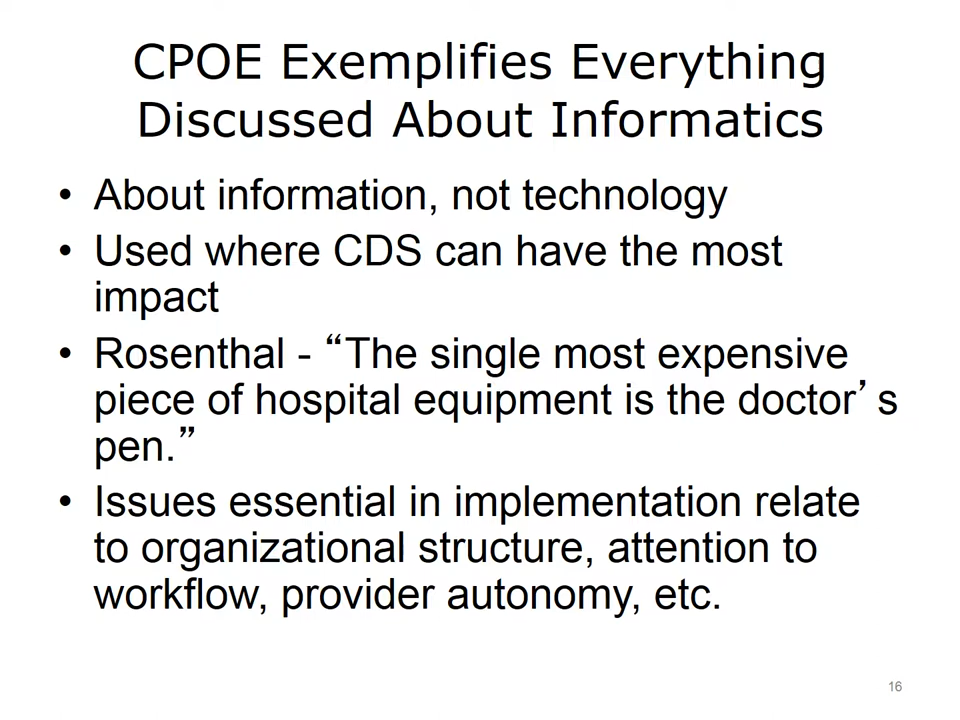 CPOE Exemplifies Everything
Discussed About Informatics
• About information, not technology
• Used where CDS can have the most
impact
• Rosenthal - “The single most expensive
piece of hospital equipment is the doctor’s
pen.”
• Issues essential in implementation relate
to organizational structure, attention to
workflow, provider autonomy, etc.
16